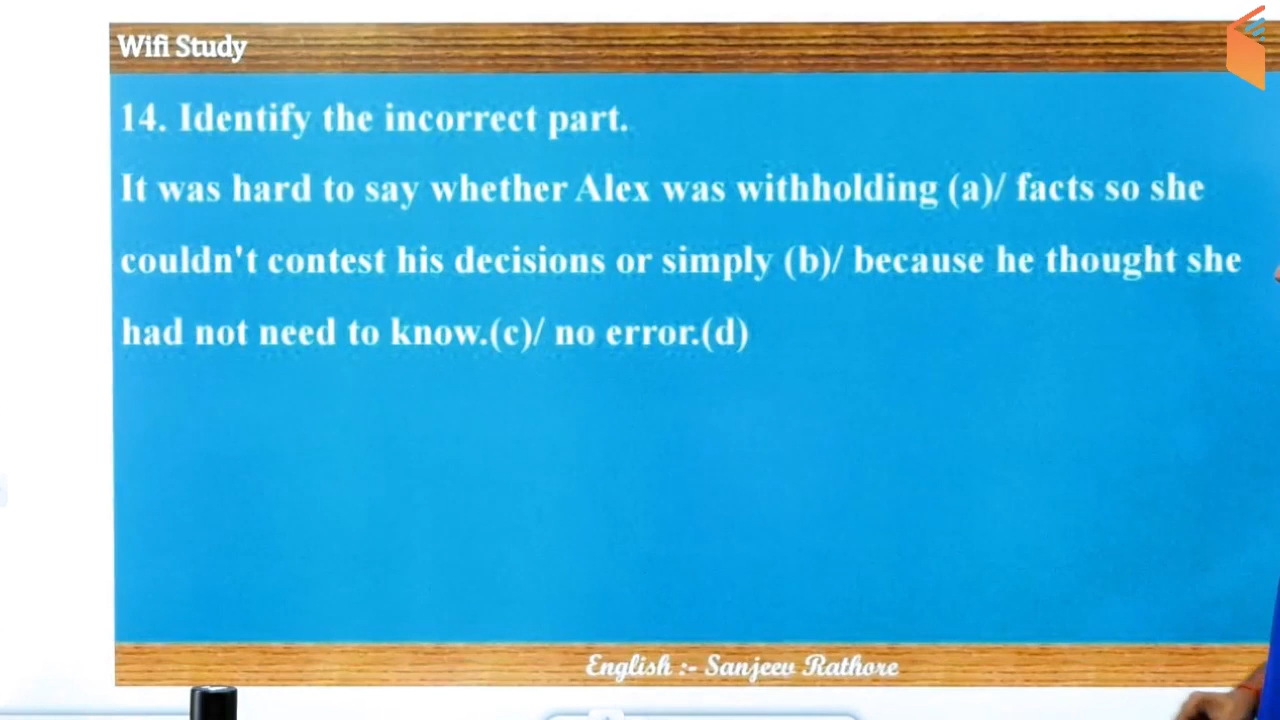 Wifi Study
14. Identify the incorrect part.
It was hard to say whether Alex was withholding (a)/ facts so she
couldn't contest his decisions or simply (b)/ because he thought she
had not need to know.(c)/ no error.(d)
English :- Sanjeev Rathore